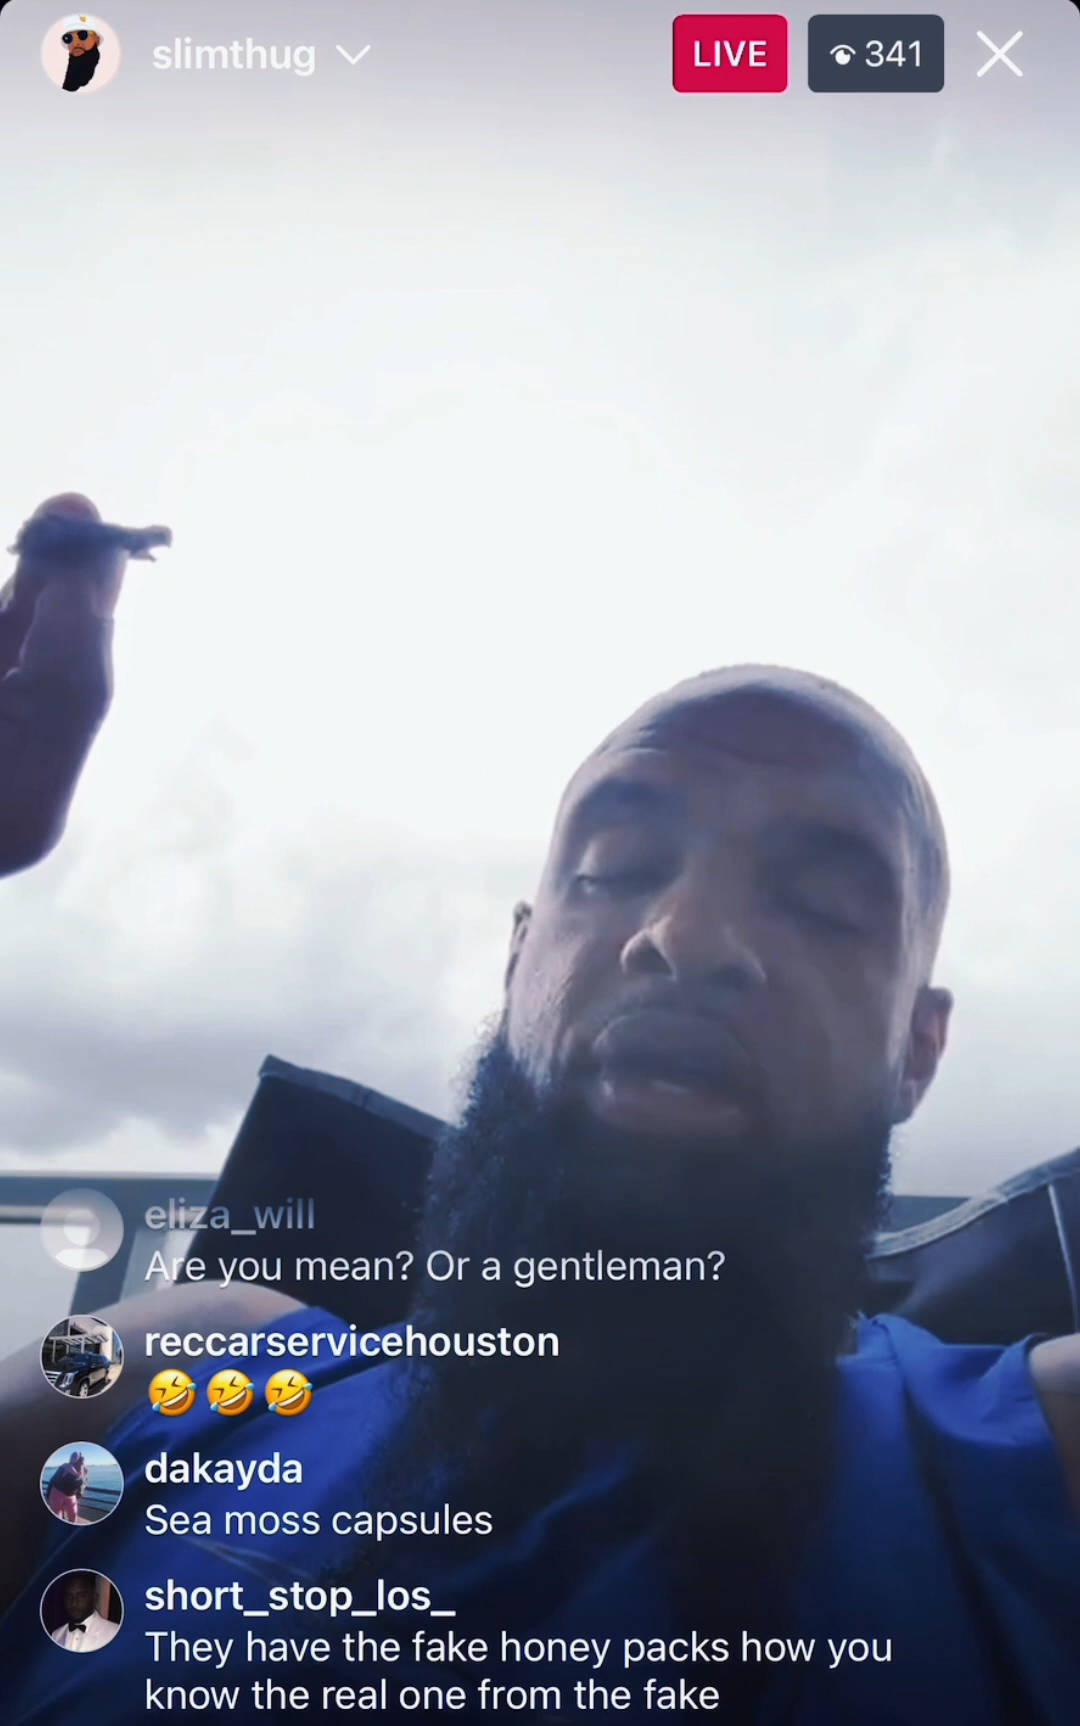 slimthug
LIVE
341
eliza_will
Are you mean? Or a gentleman?
reccarservicehouston
🤣🤣🤣
dakayda
Sea moss capsules
short_stop_los_
They have the fake honey packs how you
know the real one from the fake